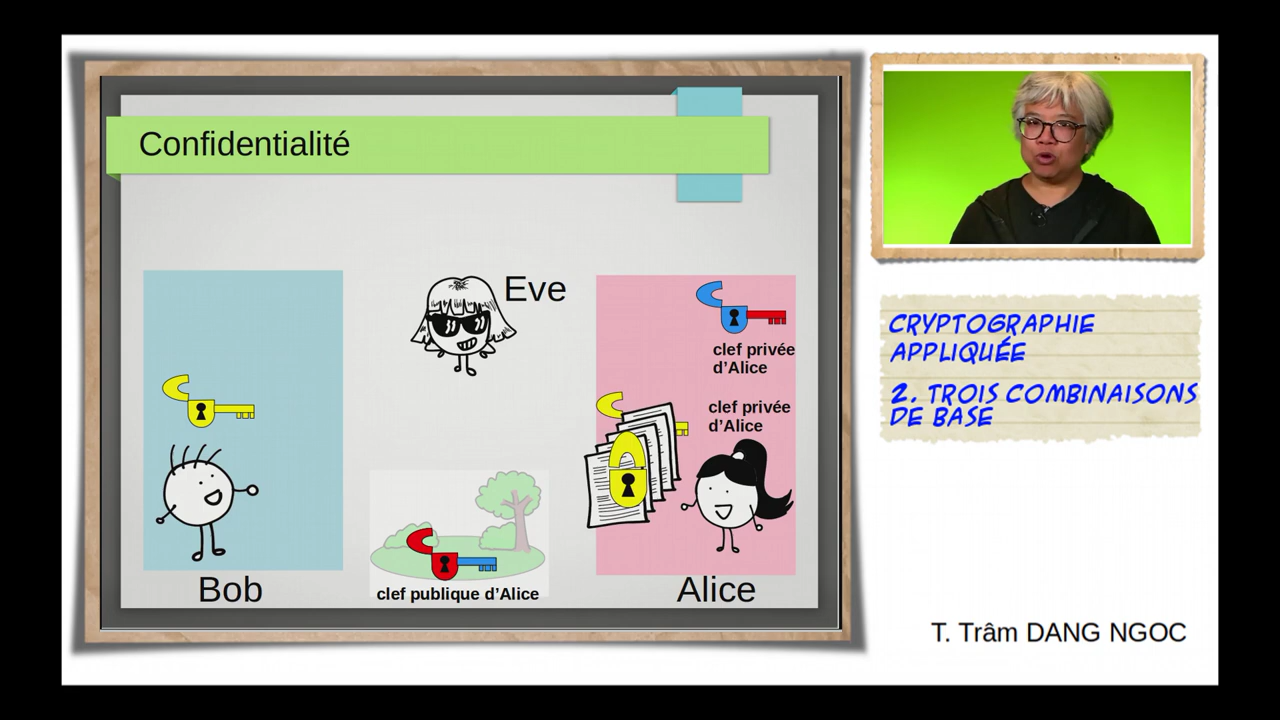 Confidentialité
Eve
clef privée
d'Alice
clef privée
d'Alice
Bob
clef publique d'Alice
Alice
CRYPTOGRAPHIE
APPLIQUÉE
2. TROIS COMBINAISONS
DE BASE
T. Trâm DANG NGOC